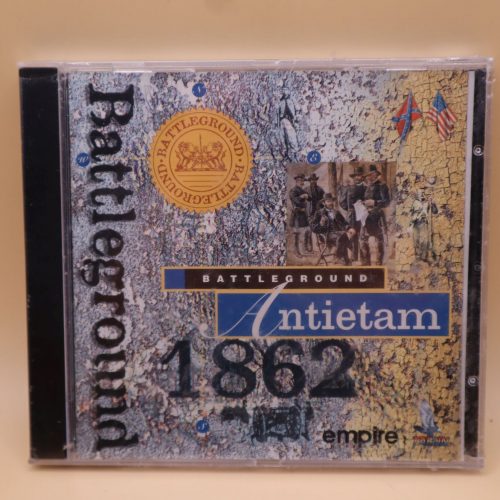 Battleground
N
W
E
S
BATTLEGROUND • BATTLEGROUND •
BATTLEGROUND
Antietam
1862
empire